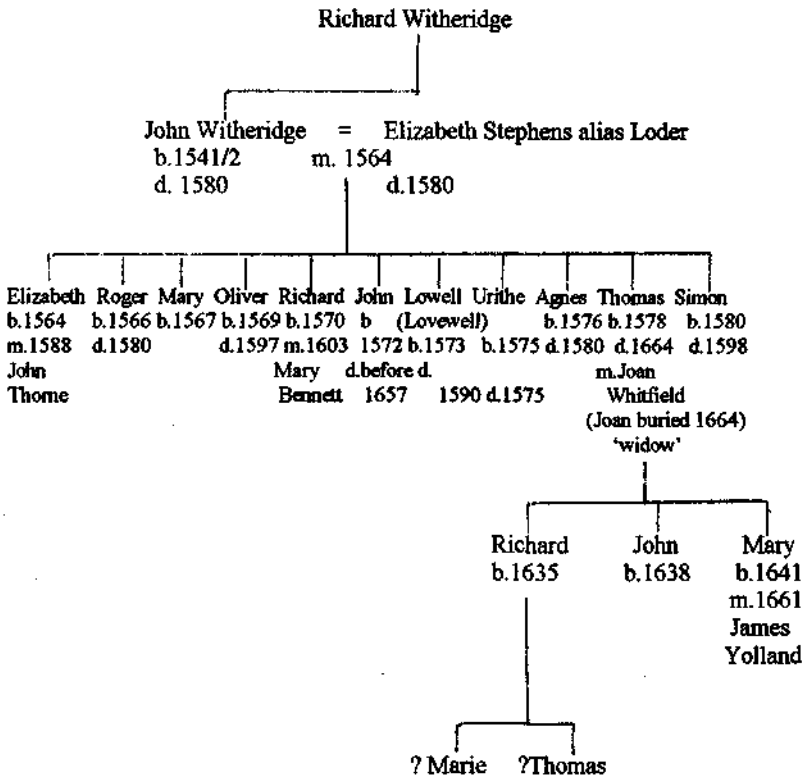 Richard Witheridge
John Witheridge = Elizabeth Stephens alias Loder
b.1541/2 m. 1564
d. 1580 d.1580
Elizabeth Roger Mary Oliver Richard John Lowell Urithe Agnes Thomas Simon
b.1564 b.1566 b.1567 b.1569 b.1570 b (Lovewell) b.1576 b.1578 b.1580
m.1588 d.1580 d.1597 m.1603 1572 b.1573 b.1575 d.1580 d.1664 d.1598
John Mary d.before d. m.Joan
Thorne Bennett 1657 1590 d.1575 Whitfield
(Joan buried 1664)
‘widow’
Richard John Mary
b.1635 b.1638 b.1641
m.1661
James
Yolland
? Marie ?Thomas